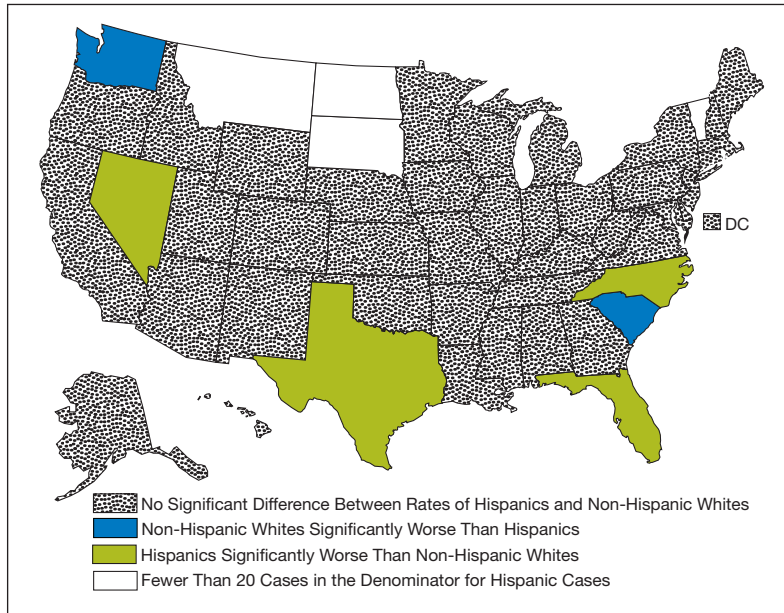 DC
No Significant Difference Between Rates of Hispanics and Non-Hispanic Whites
Non-Hispanic Whites Significantly Worse Than Hispanics
Hispanics Significantly Worse Than Non-Hispanic Whites
Fewer Than 20 Cases in the Denominator for Hispanic Cases